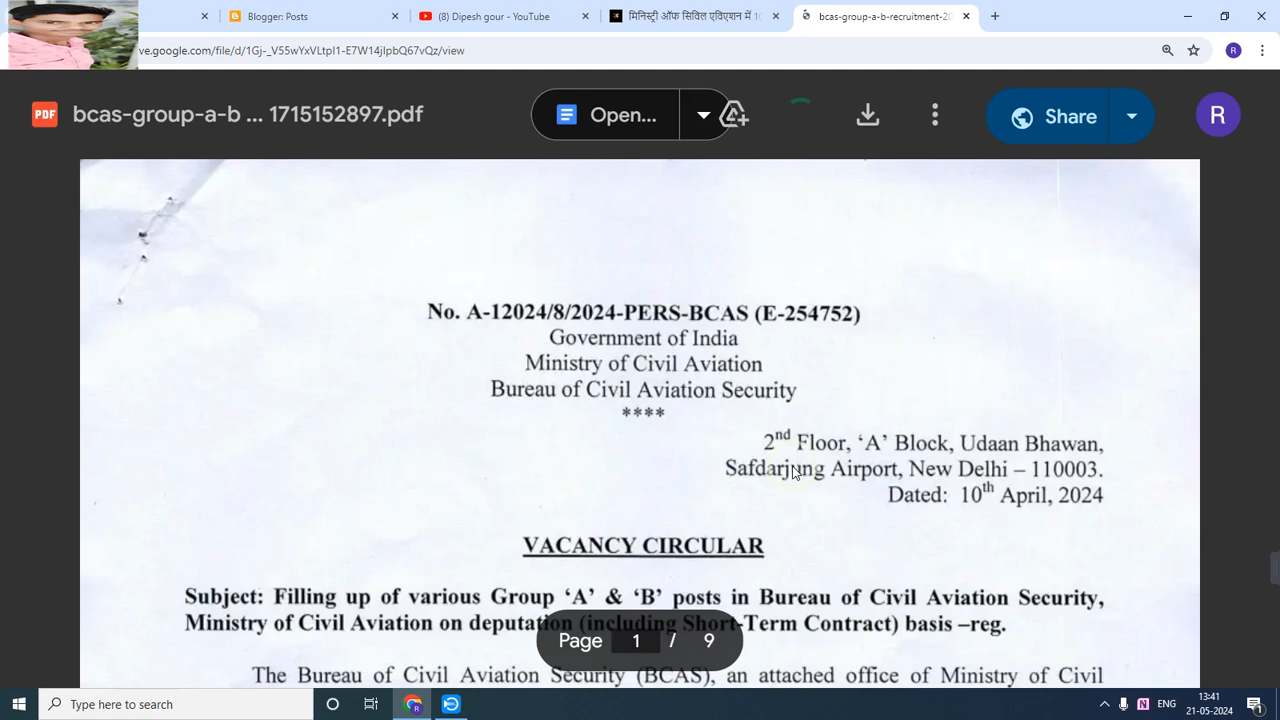 Blogger: Posts
(8) Dipesh gour - YouTube
मिनिस्ट्री ऑफ सिविल एविएशन में 10
bcas-group-a-b-recruitment-20
ve.google.com/file/d/1Gj-_V55wYxVLtpI1-E7W14jIpbQ67vQz/view
R
PDF bcas-group-a-b ... 1715152897.pdf
Open...
Share
R
No. A-12024/8/2024-PERS-BCAS (E-254752)
Government of India
Ministry of Civil Aviation
Bureau of Civil Aviation Security
****
2nd Floor, ‘A’ Block, Udaan Bhawan,
Safdarjung Airport, New Delhi – 110003.
Dated: 10th April, 2024
VACANCY CIRCULAR
Subject: Filling up of various Group ‘A’ & ‘B’ posts in Bureau of Civil Aviation Security,
Ministry of Civil Aviation on deputation (including Short-Term Contract) basis –reg.
Page 1 / 9
The Bureau of Civil Aviation Security (BCAS), an attached office of Ministry of Civil
Type here to search
ENG
13:41
21-05-2024